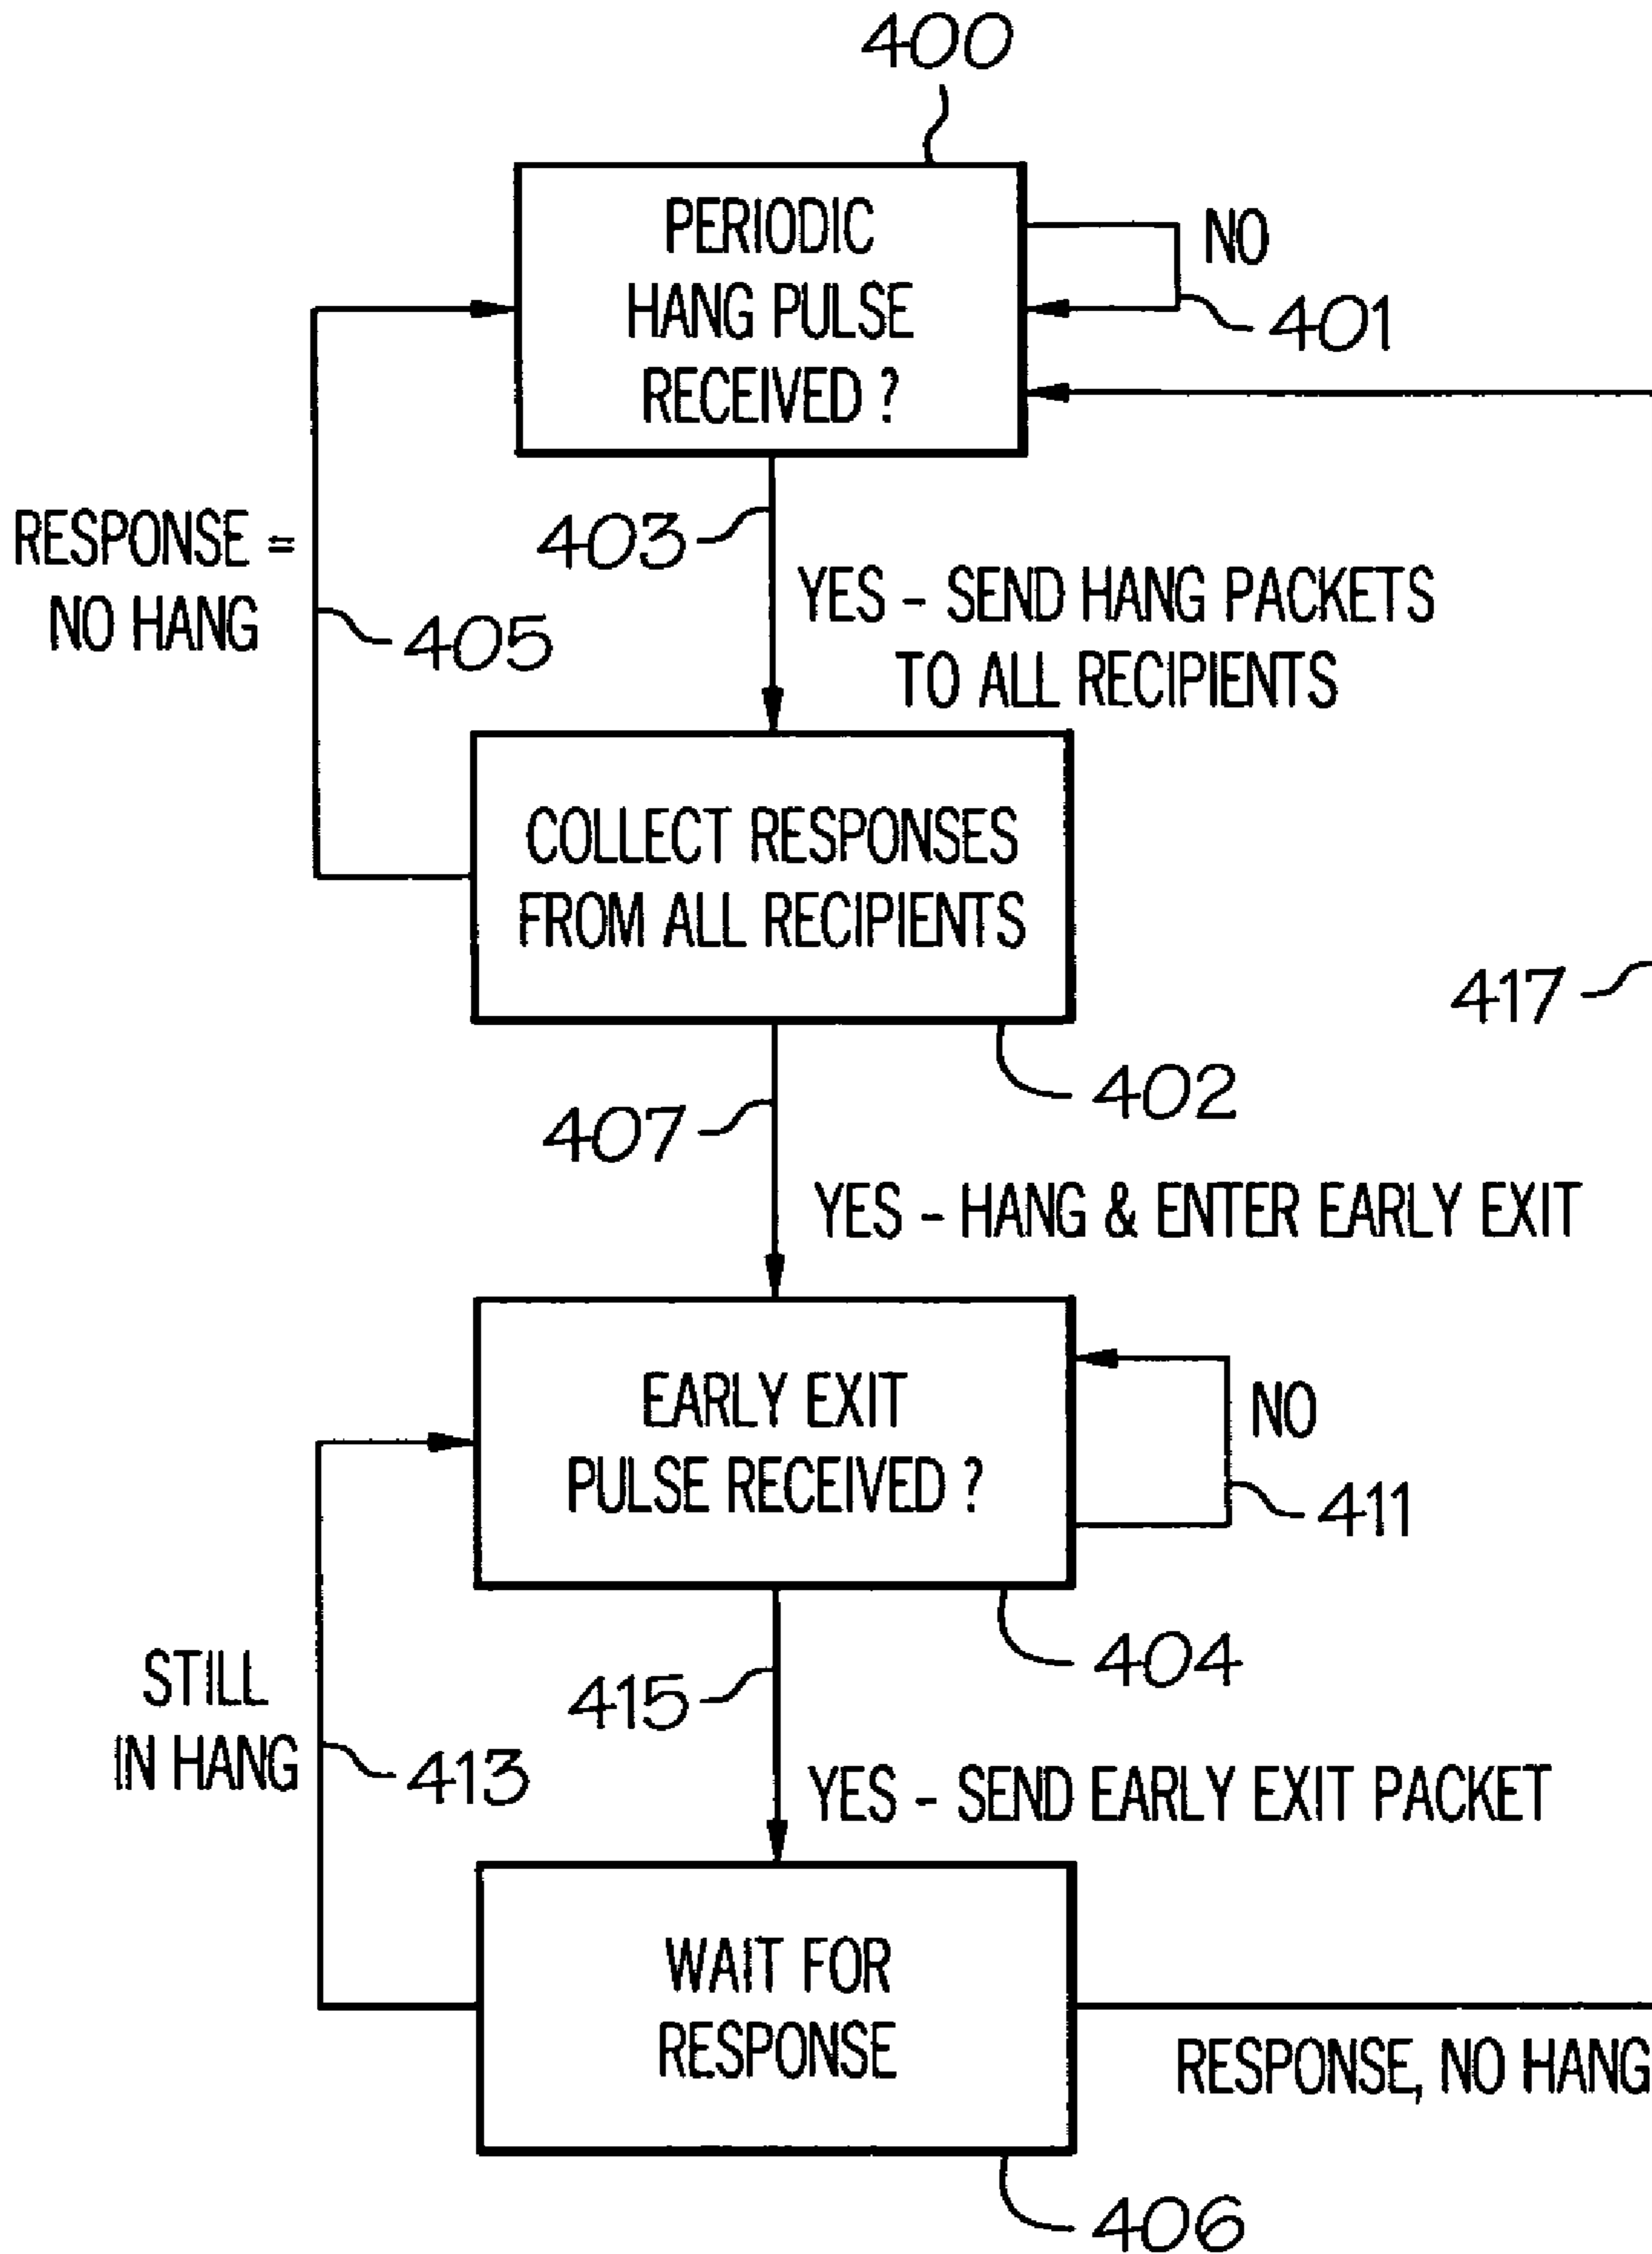 400
PERIODIC
HANG PULSE
RECEIVED ?
NO
401
403
YES – SEND HANG PACKETS
TO ALL RECIPIENTS
RESPONSE =
NO HANG
405
COLLECT RESPONSES
FROM ALL RECIPIENTS
402
417
407
YES – HANG & ENTER EARLY EXIT
EARLY EXIT
PULSE RECEIVED ?
NO
411
404
STILL
IN HANG
413
415
YES – SEND EARLY EXIT PACKET
WAIT FOR
RESPONSE
RESPONSE, NO HANG
406